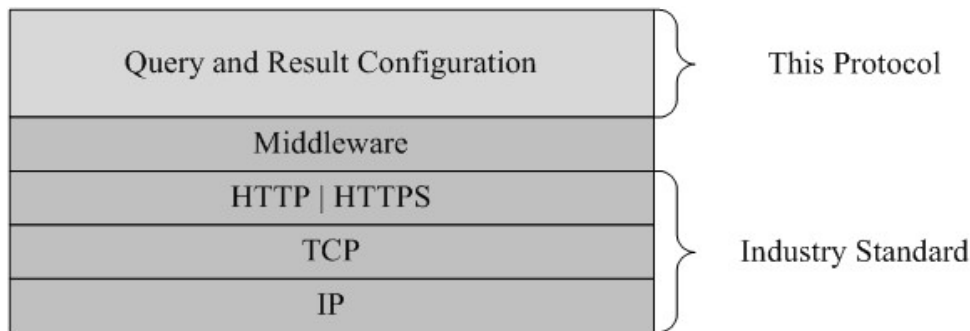 Query and Result Configuration
This Protocol
Middleware
HTTP | HTTPS
TCP
Industry Standard
IP